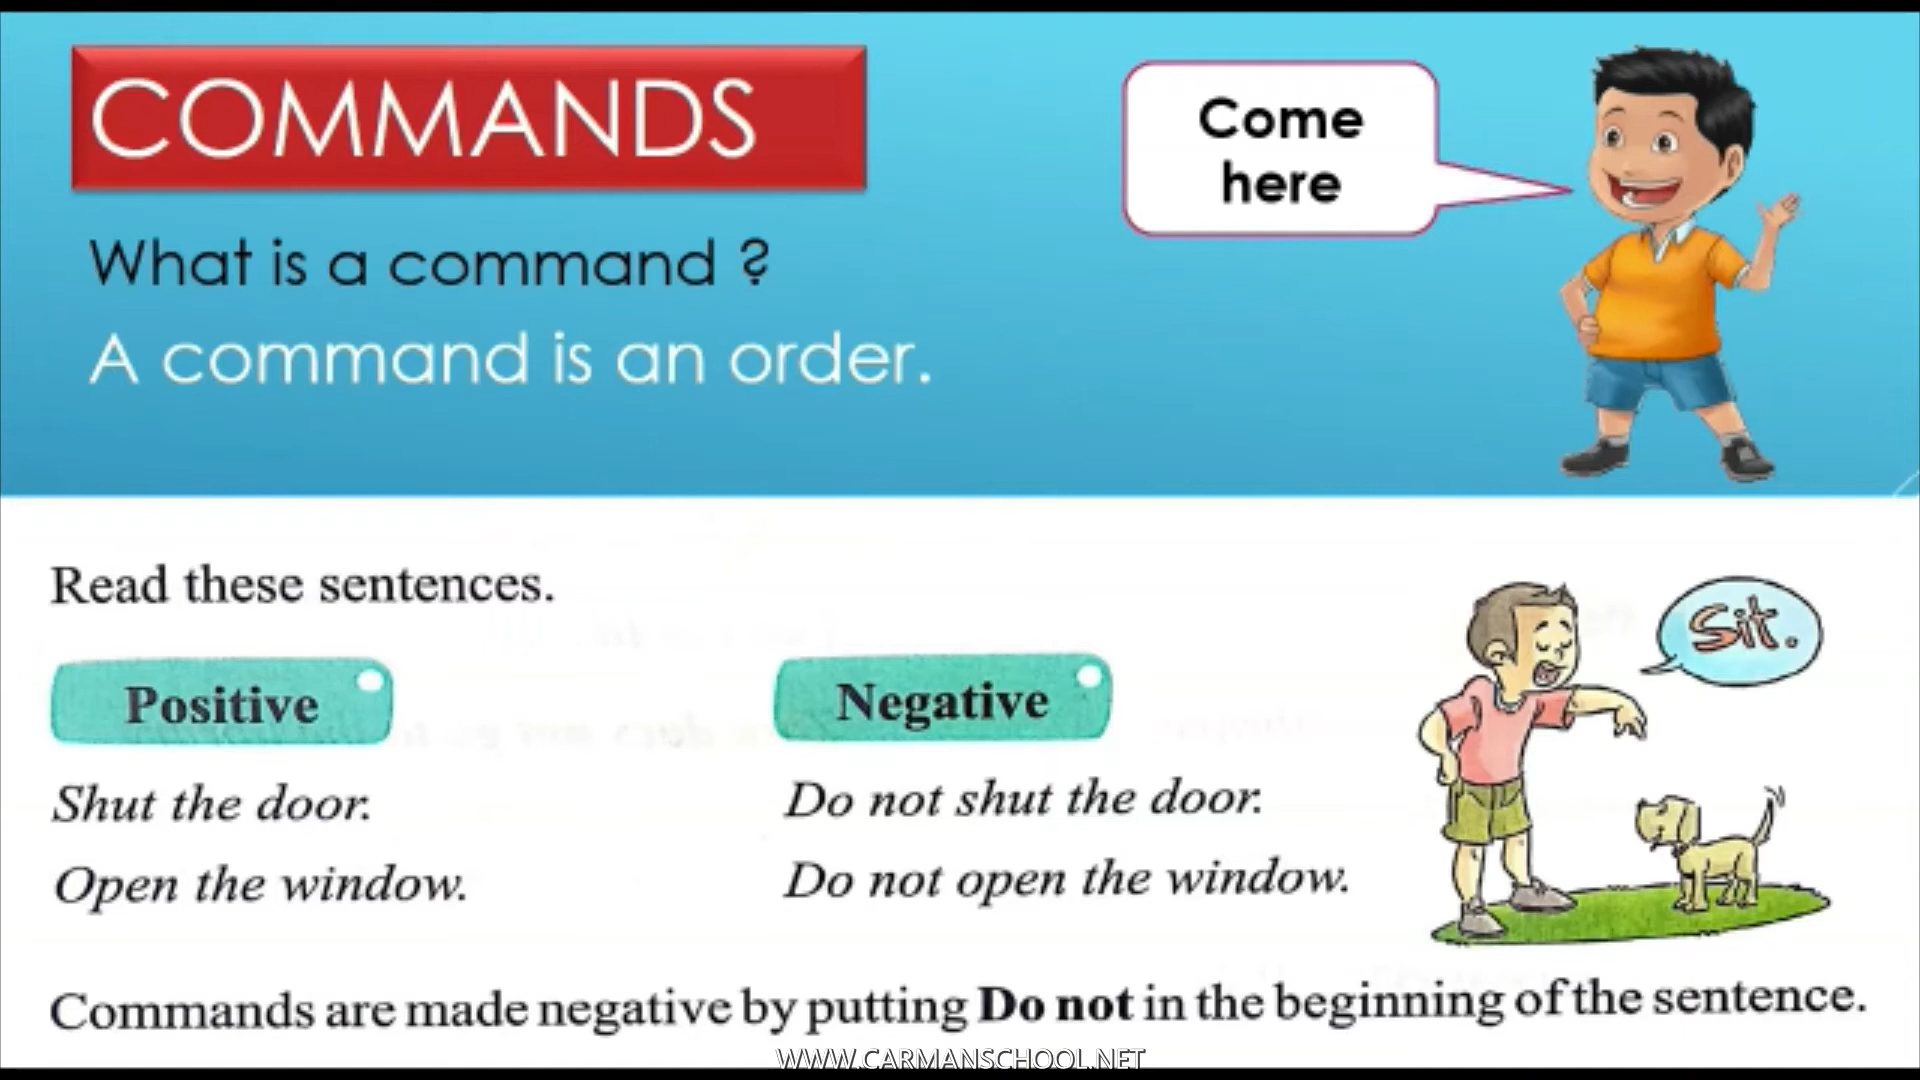 COMMANDS
Come
here
What is a command ?
A command is an order.
Read these sentences.
Sit.
Positive
Negative
Shut the door.
Do not shut the door.
Open the window.
Do not open the window.
Commands are made negative by putting Do not in the beginning of the sentence.
WWW.CARMANSCHOOL.NET